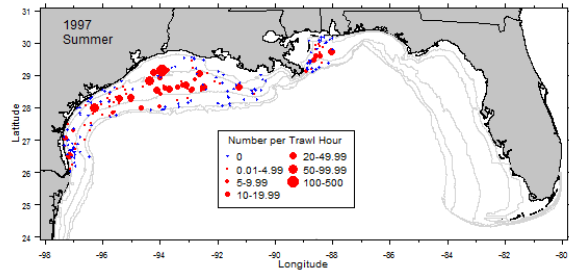 1997
Summer
31
30
29
28
27
26
25
24
Latitude
Number per Trawl Hour
0 20-49.99
0.01-4.99 50-99.99
5-9.99 100-500
10-19.99
-98 -96 -94 -92 -90 -88 -86 -84 -82 -80
Longitude